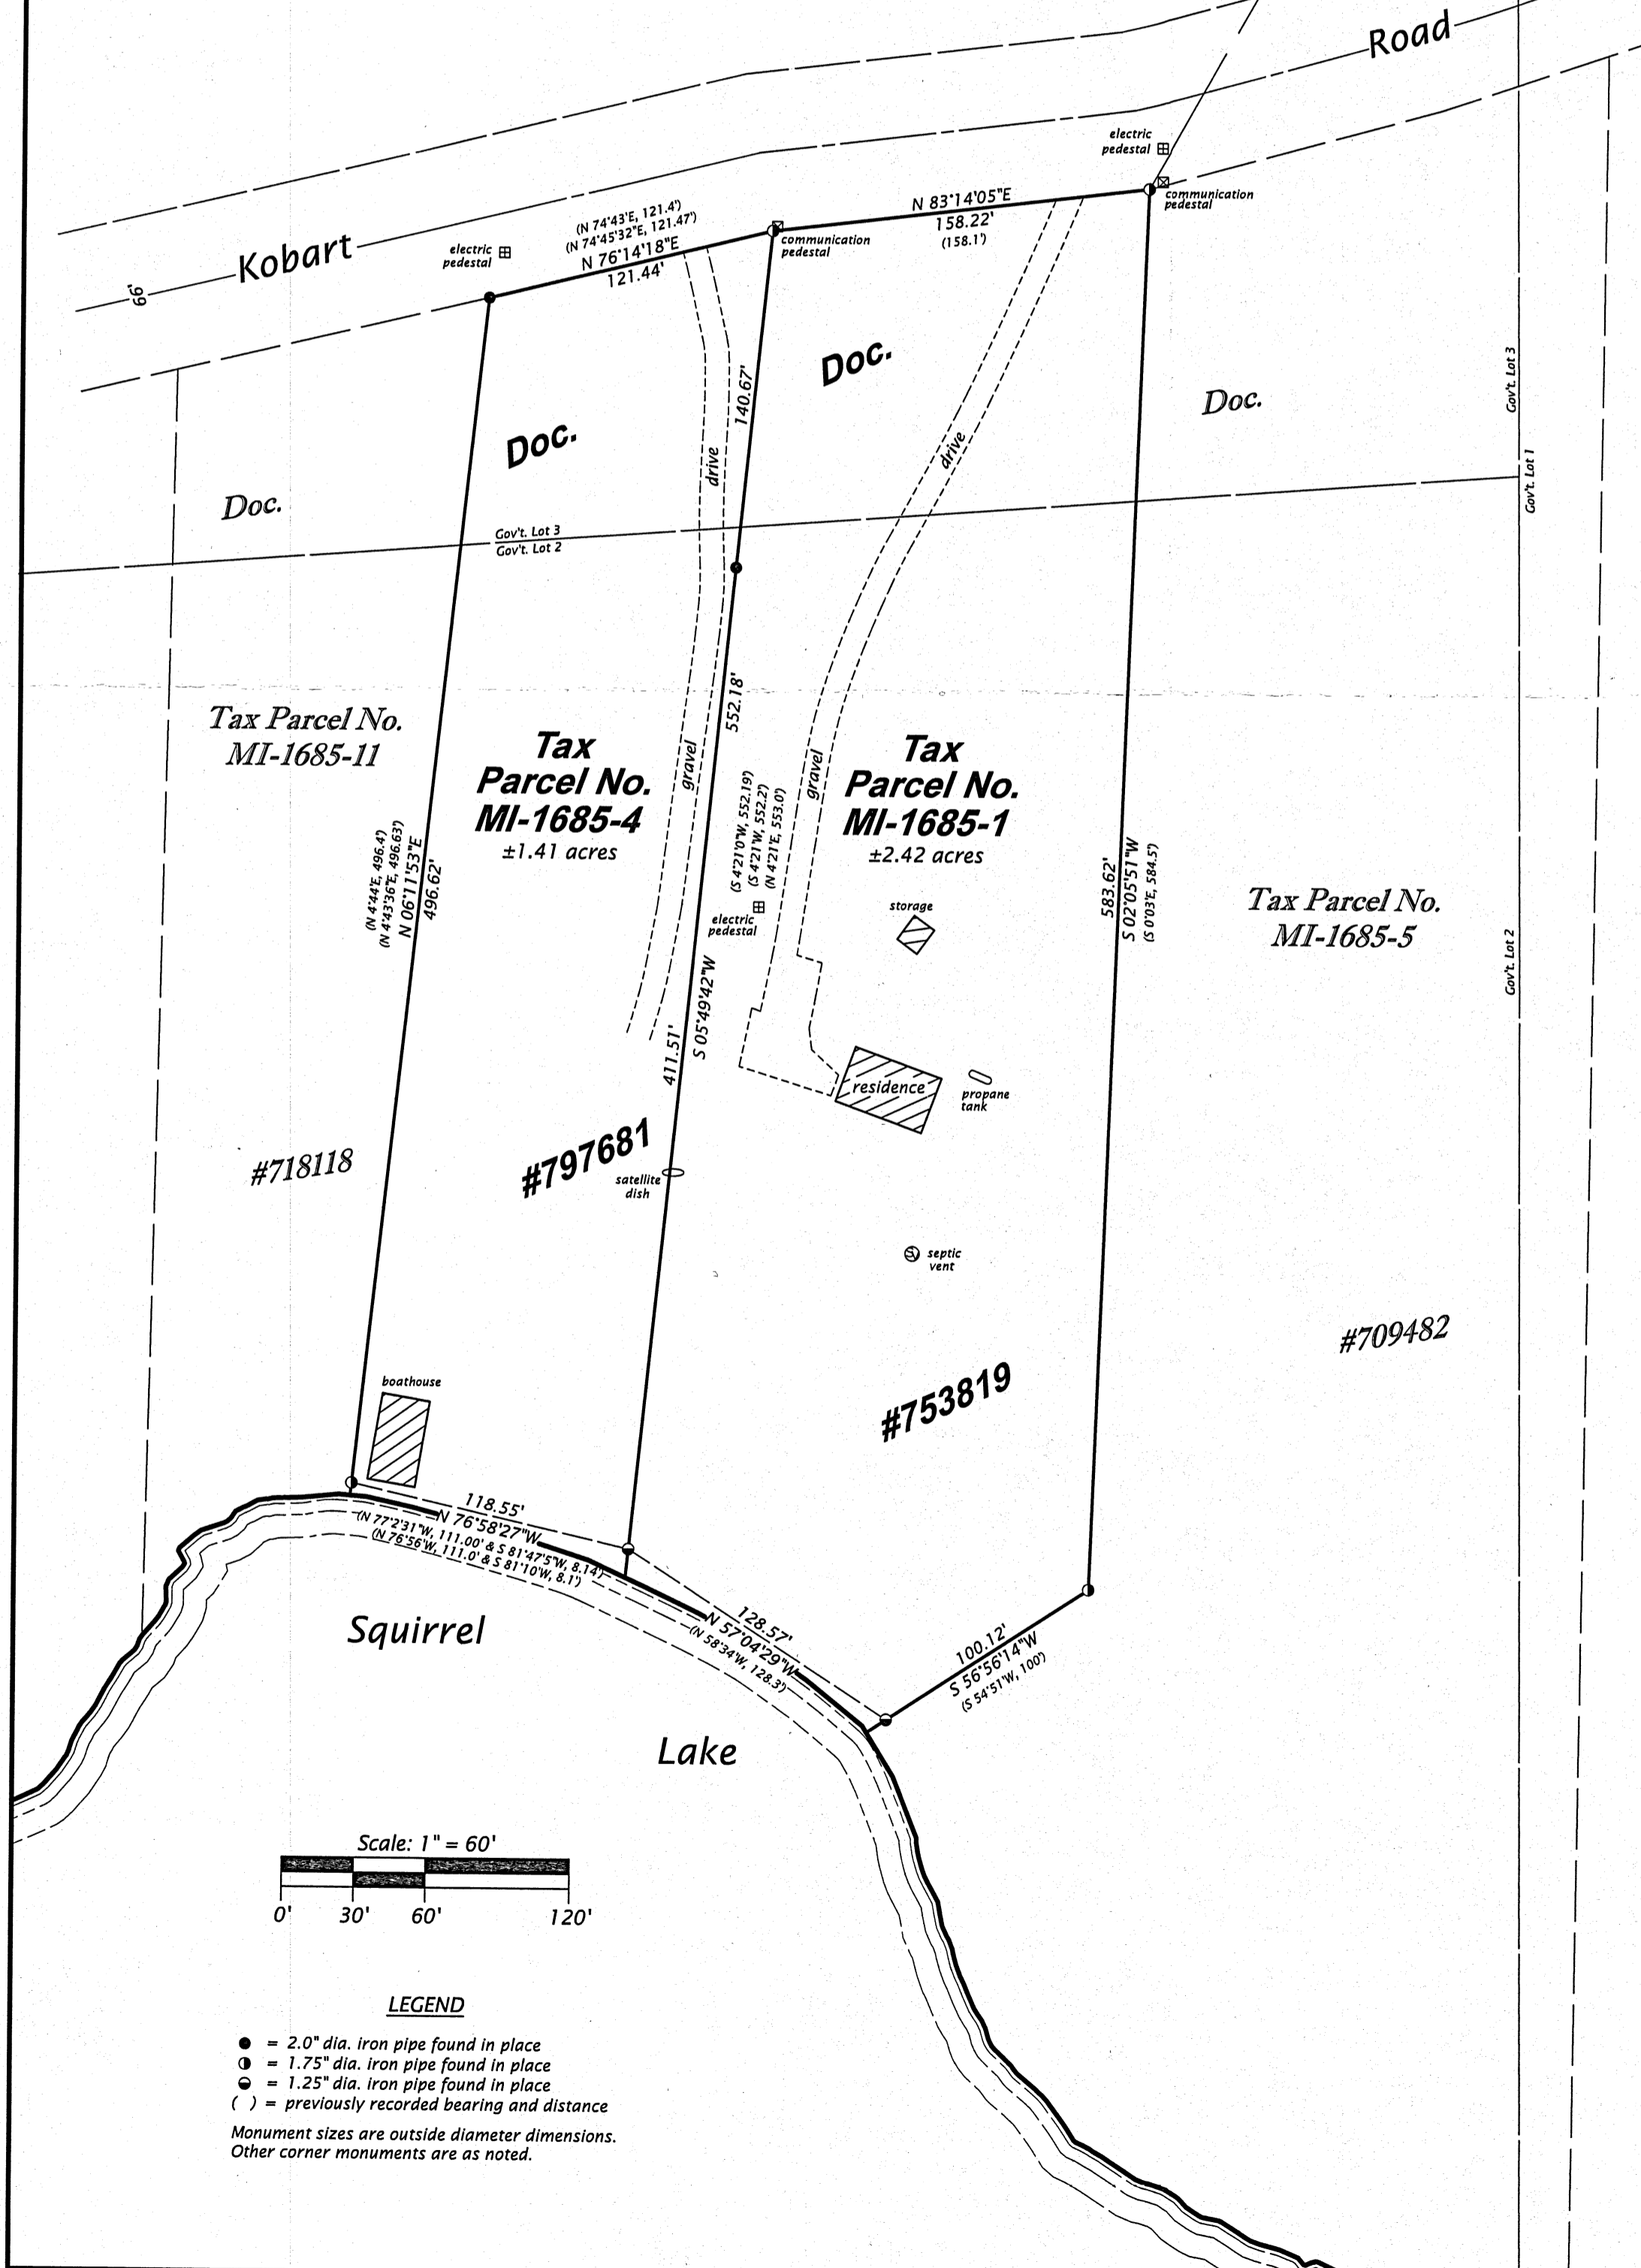 Road
electric
pedestal
communication
pedestal
N 83°14'05"E
158.22'
(158.1')
(N 74°43'E, 121.4')
(N 74°45'32"E, 121.47')
N 76°14'18"E
121.44'
Kobart
66'
electric
pedestal
communication
pedestal
Doc.
Doc.
Doc.
Doc.
140.67'
drive
drive
Gov't. Lot 3
Gov't. Lot 1
Gov't. Lot 3
Gov't. Lot 2
Tax Parcel No.
MI-1685-11
Tax
Parcel No.
MI-1685-4
±1.41 acres
552.18'
gravel
gravel
Tax
Parcel No.
MI-1685-1
±2.42 acres
(N 4°44'E, 496.4')
(N 4°43'36"E, 496.63')
N 06°11'53"E
496.62'
(S 4°21'0"W, 552.19')
(S 4°21'W, 552.2')
(N 4°21'E, 553.0')
electric
pedestal
storage
583.62'
S 02°05'51"W
(S 0°03'E, 584.5')
Tax Parcel No.
MI-1685-5
Gov't. Lot 2
411.51'
S 05°49'42"W
residence
propane
tank
#718118
#797681
satellite
dish
septic
vent
#709482
#753819
boathouse
118.55'
N 76°58'27"W
(N 77°2'31"W, 111.00' & S 81°47'5"W, 8.14')
(N 76°56'W, 111.0' & S 81°10'W, 8.1')
128.57'
N 57°04'29"W
(N 58°34'W, 128.3')
100.12'
S 56°56'14"W
(S 54°51'W, 100')
Squirrel
Lake
Scale: 1" = 60'
0' 30' 60' 120'
LEGEND
= 2.0" dia. iron pipe found in place
= 1.75" dia. iron pipe found in place
= 1.25" dia. iron pipe found in place
( ) = previously recorded bearing and distance
Monument sizes are outside diameter dimensions.
Other corner monuments are as noted.